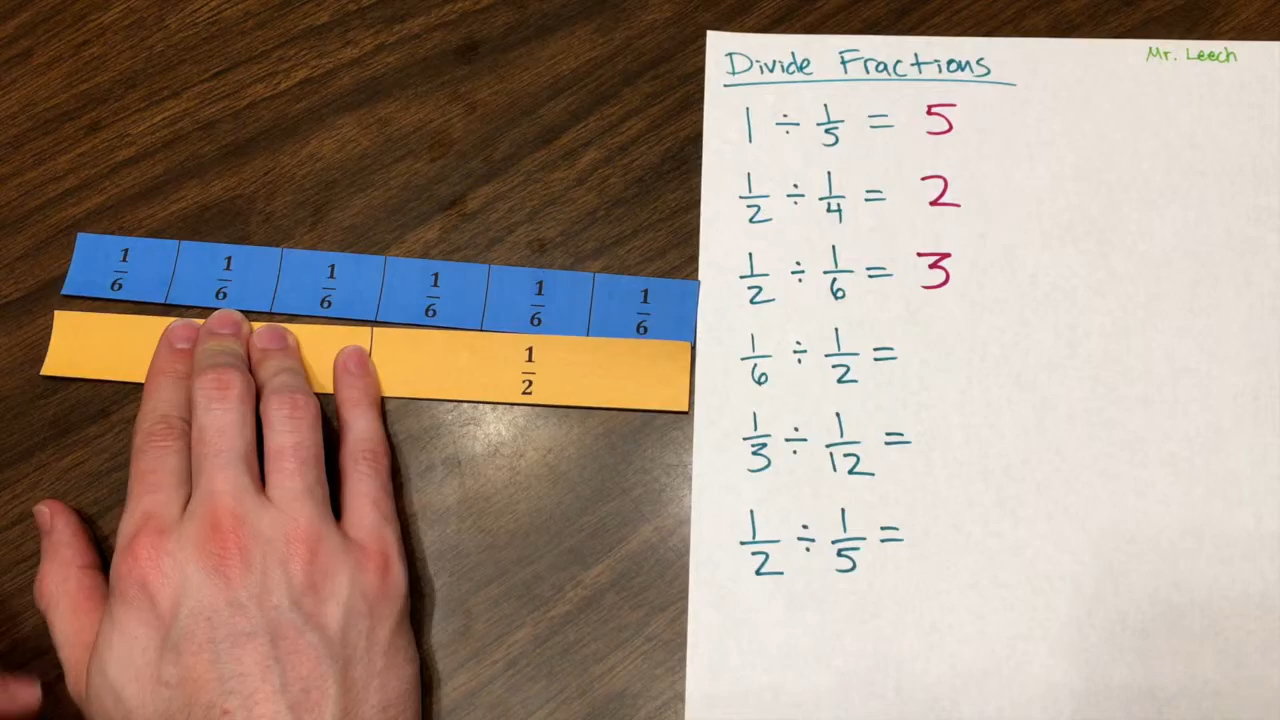 Divide Fractions
Mr. Leech
1 ÷ 1/5 = 5
1/2 ÷ 1/4 = 2
1/2 ÷ 1/6 = 3
1/6 ÷ 1/2 =
1/3 ÷ 1/12 =
1/2 ÷ 1/5 =
1/6 1/6 1/6 1/6 1/6 1/6
1/2